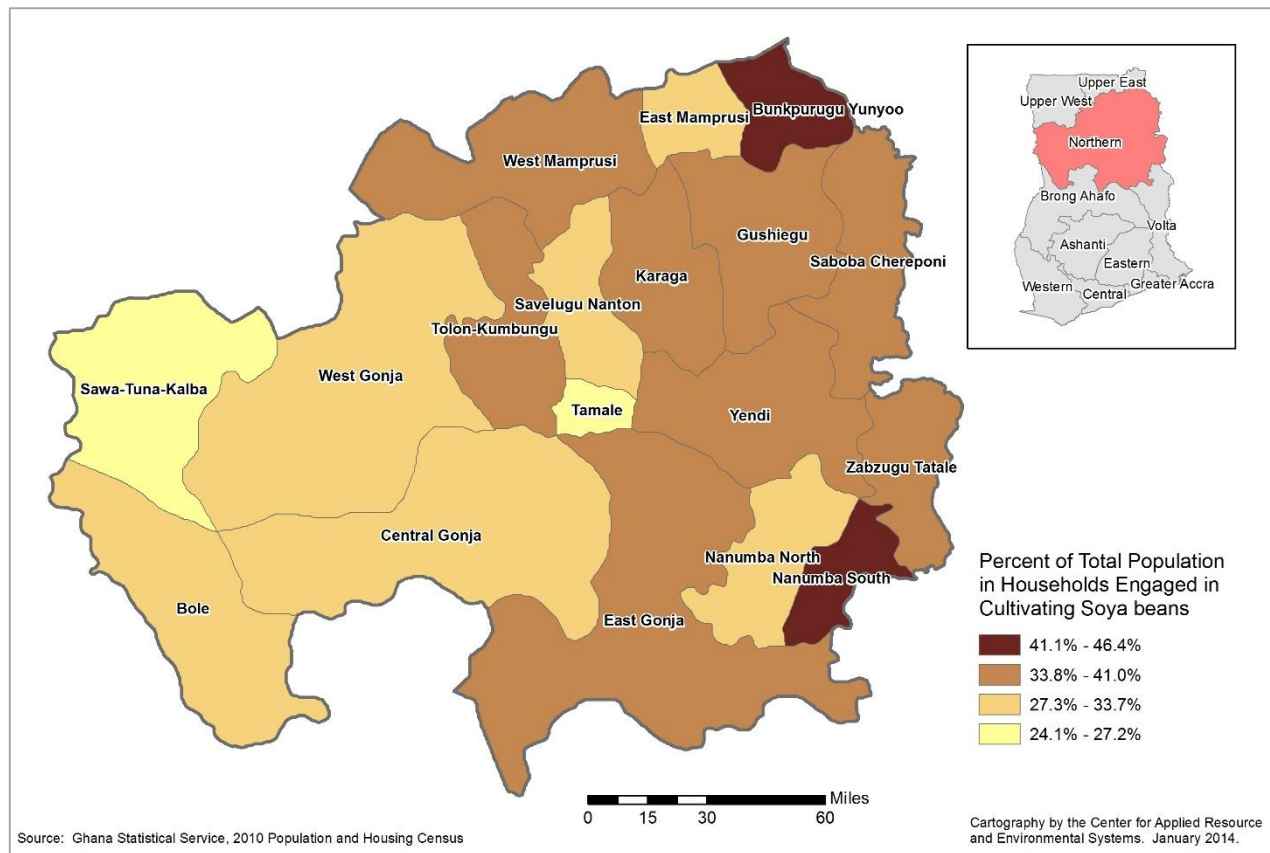 Bunkpurugu Yunyoo
East Mamprusi
West Mamprusi
Gushiegu
Saboba Chereponi
Karaga
Savelugu Nanton
Tolon-Kumbungu
West Gonja
Sawa-Tuna-Kalba
Tamale
Yendi
Zabzugu Tatale
Central Gonja
Nanumba North
Nanumba South
Bole
East Gonja
Upper East
Upper West
Northern
Brong Ahafo
Volta
Ashanti
Eastern
Western
Central
Greater Accra
Percent of Total Population
in Households Engaged in
Cultivating Soya beans
41.1% - 46.4%
33.8% - 41.0%
27.3% - 33.7%
24.1% - 27.2%
Miles
0 15 30 60
Source: Ghana Statistical Service, 2010 Population and Housing Census
Cartography by the Center for Applied Resource
and Environmental Systems. January 2014.